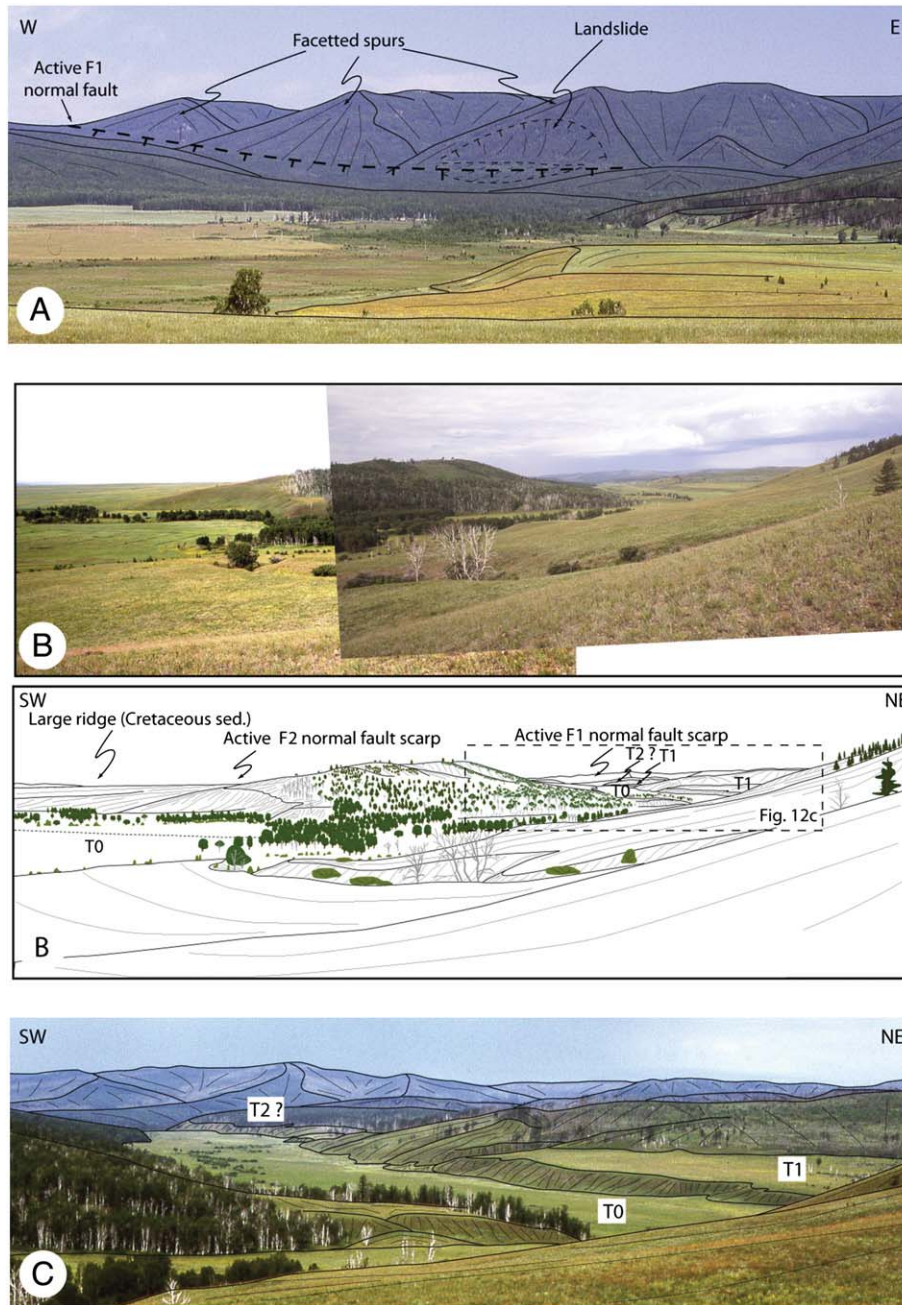 W
E
Facetted spurs
Landslide
Active F1
normal fault
A
B
SW
NE
Large ridge (Cretaceous sed.)
Active F2 normal fault scarp
Active F1 normal fault scarp
T2 ? T1
T0
T1
Fig. 12c
T0
B
SW
NE
T2 ?
T1
T0
C